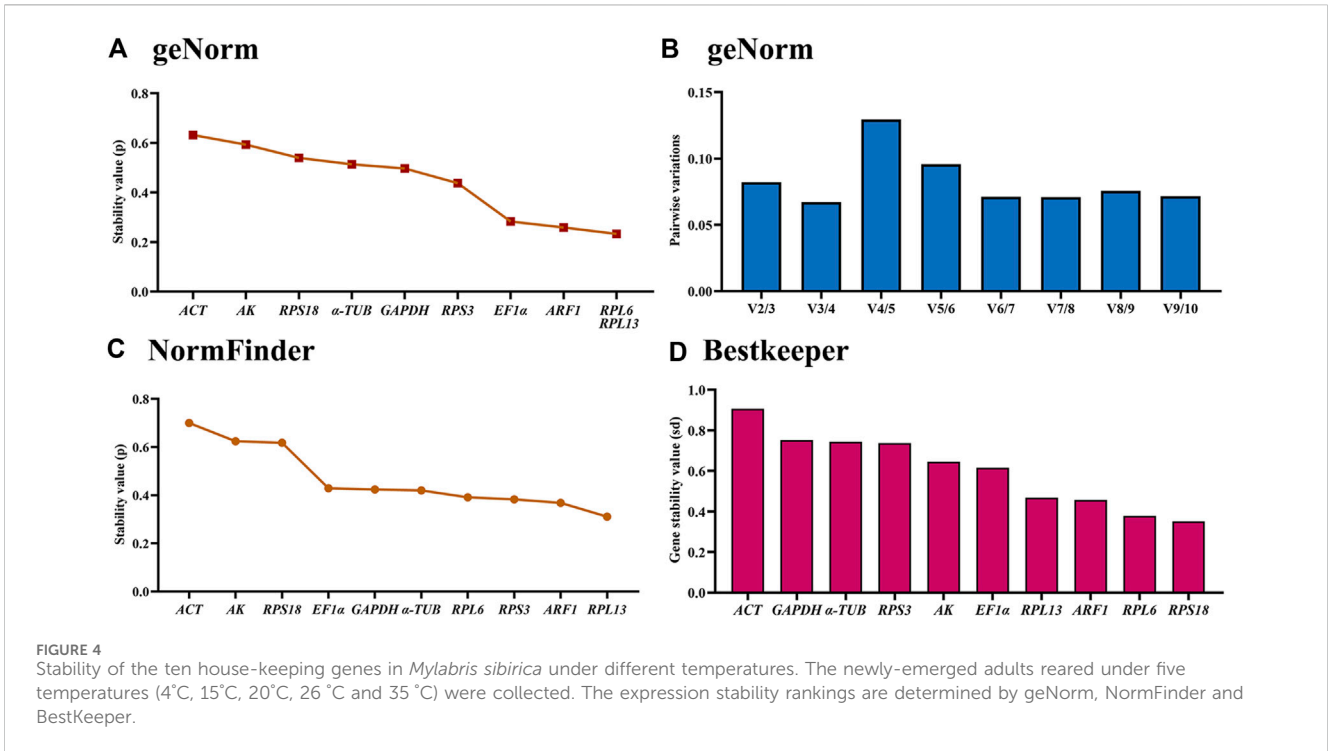 A geNorm
Stability value (p)
0.8
0.6
0.4
0.2
0.0
ACT AK RPS18 α-TUB GAPDH RPS3 EF1α ARF1 RPL6
RPL13
B geNorm
Pairwise variations
0.15
0.10
0.05
0.00
V2/3 V3/4 V4/5 V5/6 V6/7 V7/8 V8/9 V9/10
C NormFinder
Stability value (p)
0.8
0.6
0.4
0.2
0.0
ACT AK RPS18 EF1α GAPDH α-TUB RPL6 RPS3 ARF1 RPL13
D Bestkeeper
Gene stability value (sd)
1.0
0.8
0.6
0.4
0.2
0.0
ACT GAPDH α-TUB RPS3 AK EF1α RPL13 ARF1 RPL6 RPS18
FIGURE 4
Stability of the ten house-keeping genes in Mylabris sibirica under different temperatures. The newly-emerged adults reared under five
temperatures (4°C, 15°C, 20°C, 26 °C and 35 °C) were collected. The expression stability rankings are determined by geNorm, NormFinder and
BestKeeper.